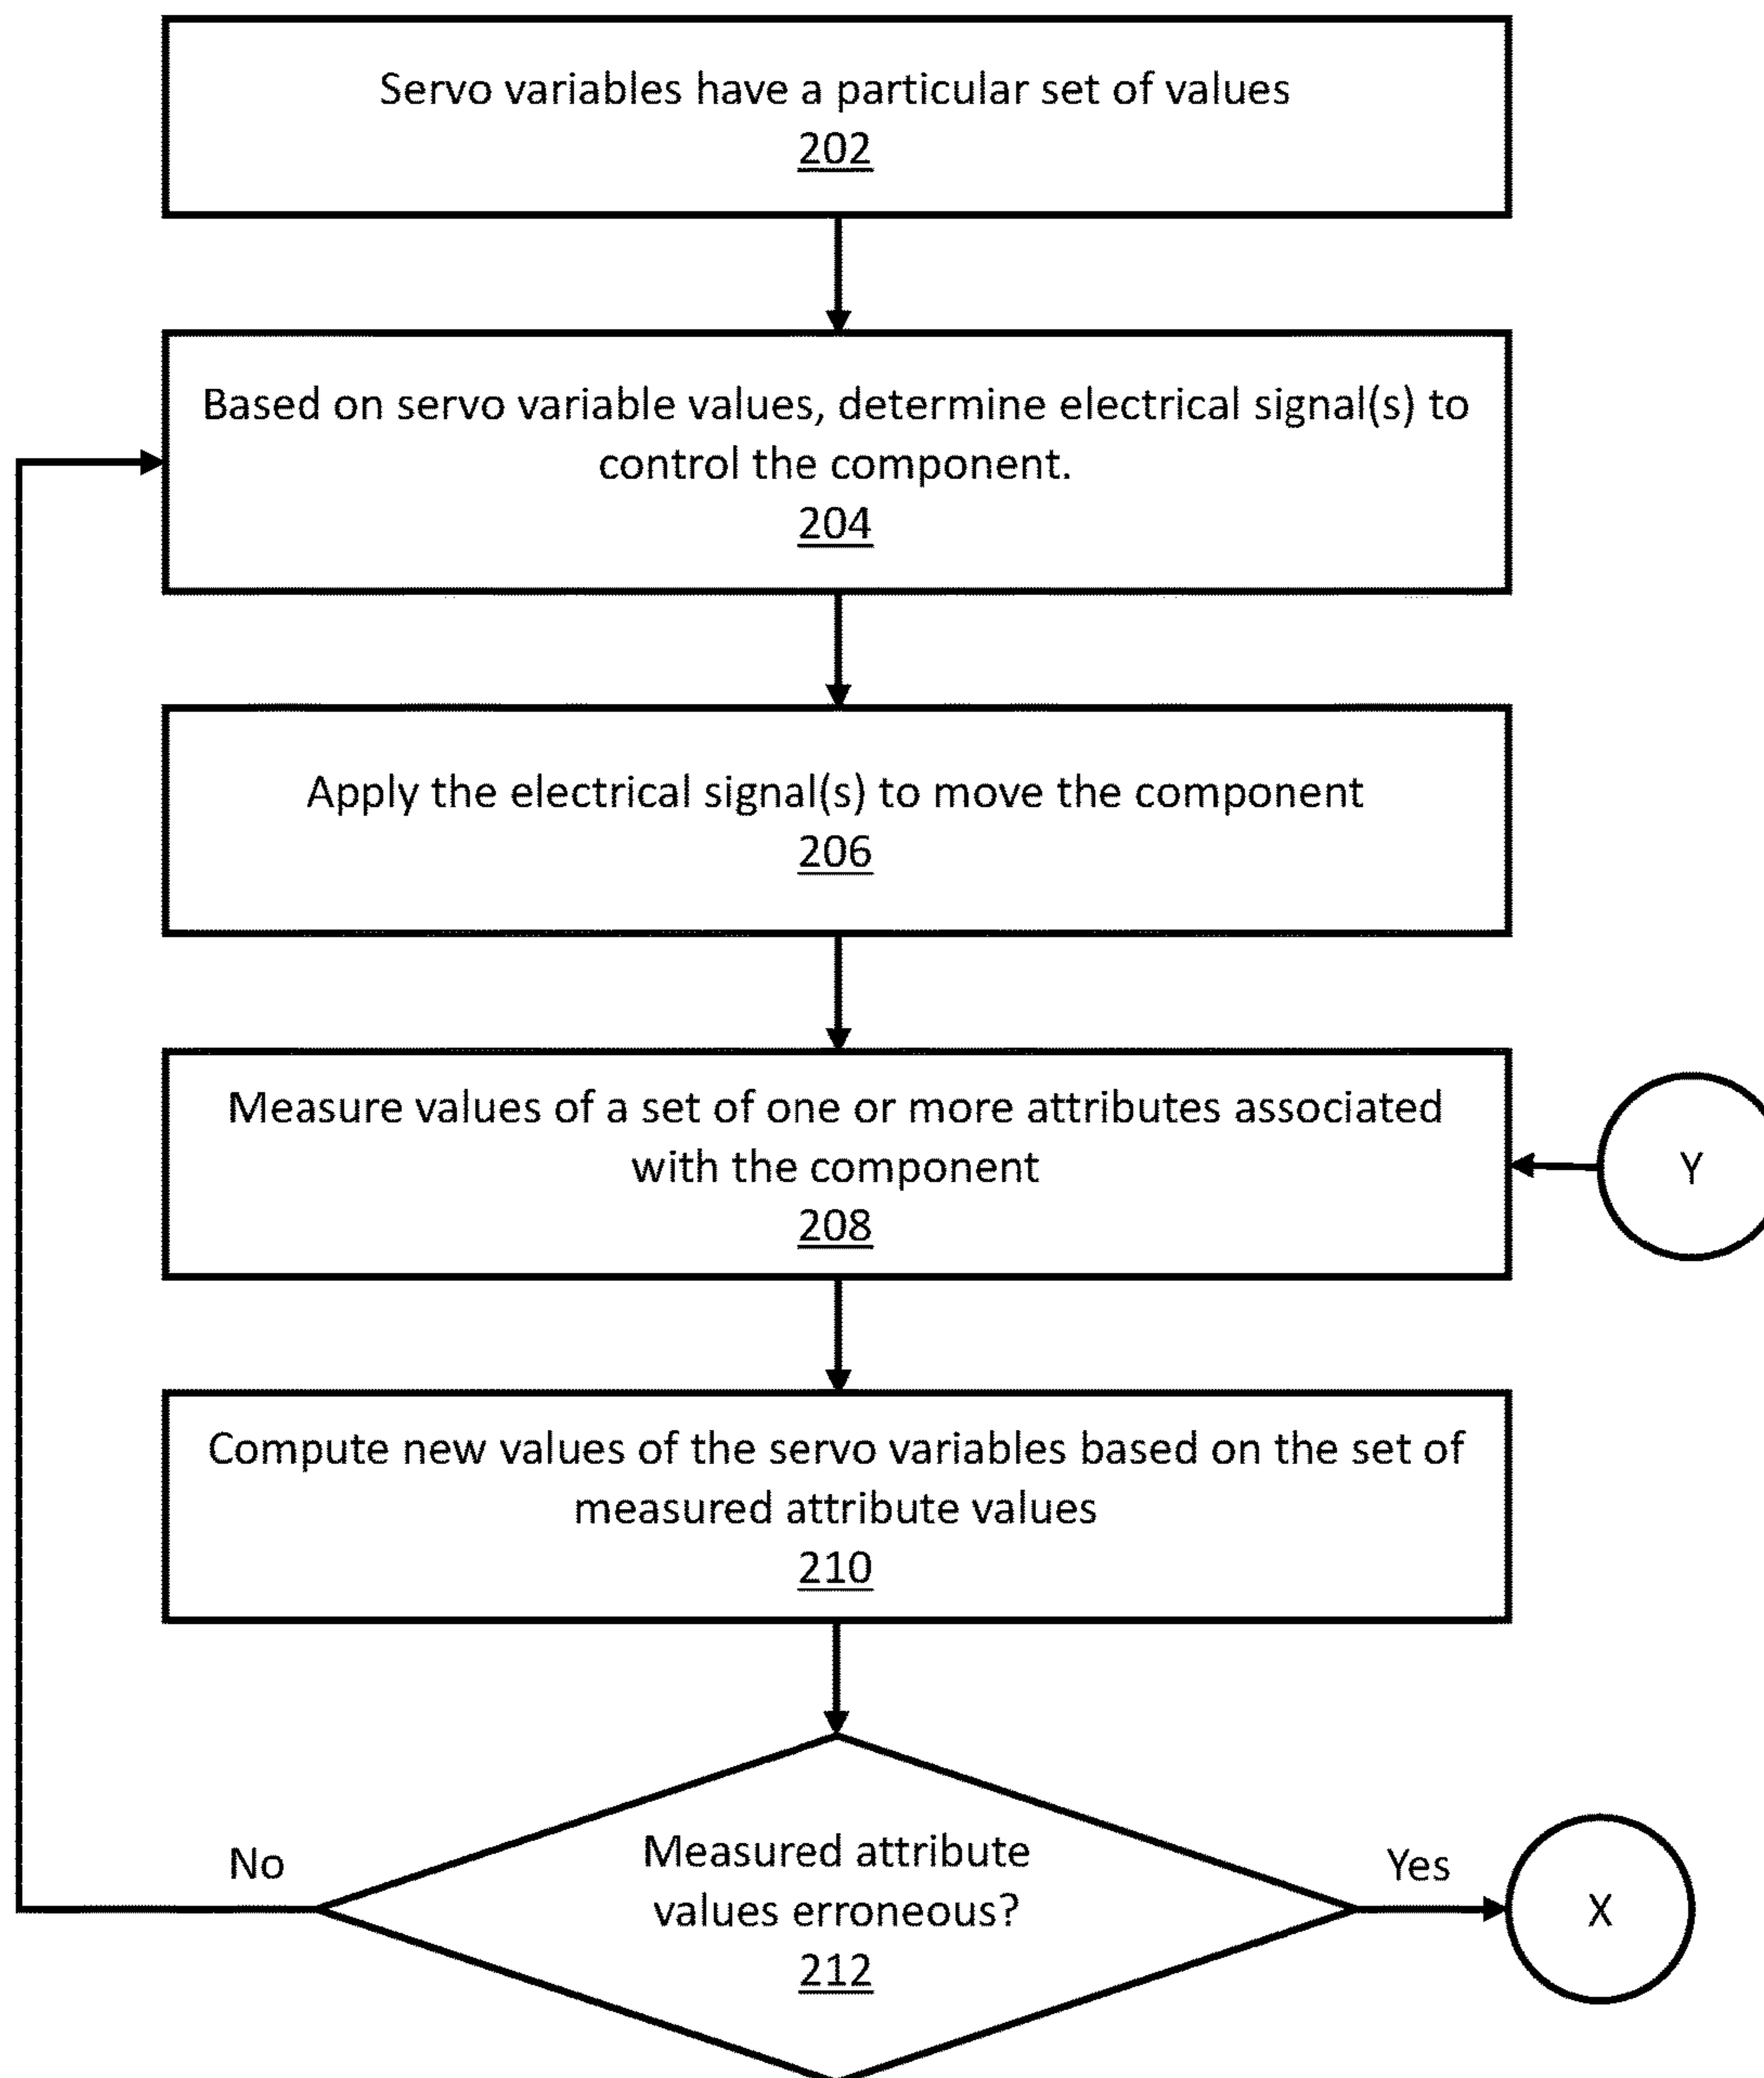 Servo variables have a particular set of values
202
Based on servo variable values, determine electrical signal(s) to
control the component.
204
Apply the electrical signal(s) to move the component
206
Measure values of a set of one or more attributes associated
with the component
208
Y
Compute new values of the servo variables based on the set of
measured attribute values
210
No
Measured attribute
values erroneous?
212
Yes
X